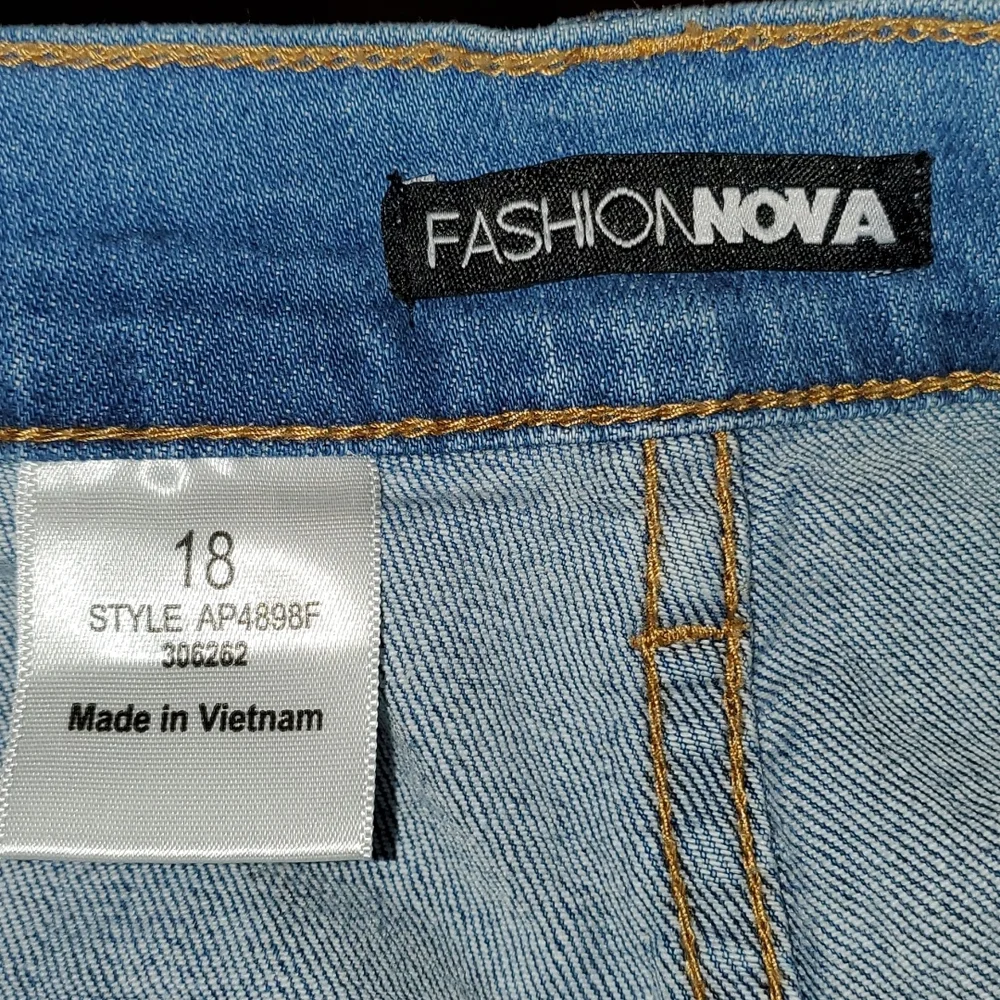 FASHIONNOVA
18
STYLE AP4898F
306262
Made in Vietnam